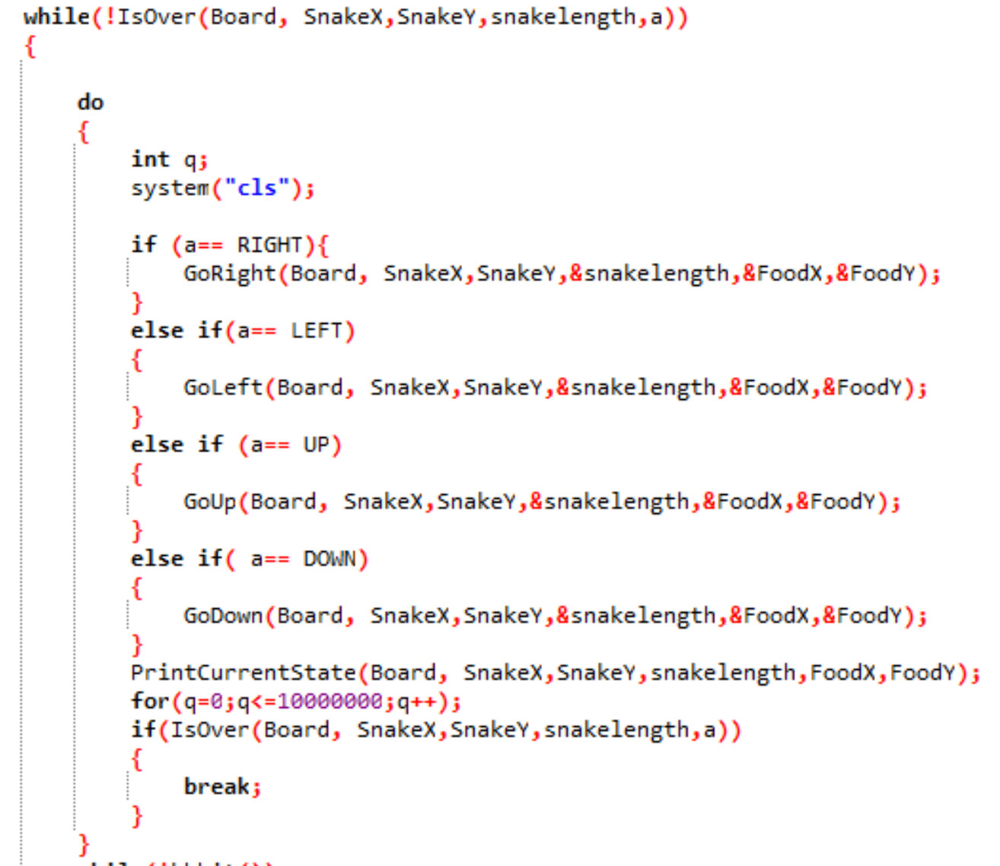 while(!IsOver(Board, SnakeX,SnakeY,snakelength,a))
{
do
{
int q;
system("cls");
if (a== RIGHT){
GoRight(Board, SnakeX,SnakeY,&snakelength,&FoodX,&FoodY);
}
else if(a== LEFT)
{
GoLeft(Board, SnakeX,SnakeY,&snakelength,&FoodX,&FoodY);
}
else if (a== UP)
{
GoUp(Board, SnakeX,SnakeY,&snakelength,&FoodX,&FoodY);
}
else if( a== DOWN)
{
GoDown(Board, SnakeX,SnakeY,&snakelength,&FoodX,&FoodY);
}
PrintCurrentState(Board, SnakeX,SnakeY,snakelength,FoodX,FoodY);
for(q=0;q<=10000000;q++);
if(IsOver(Board, SnakeX,SnakeY,snakelength,a))
{
break;
}
}